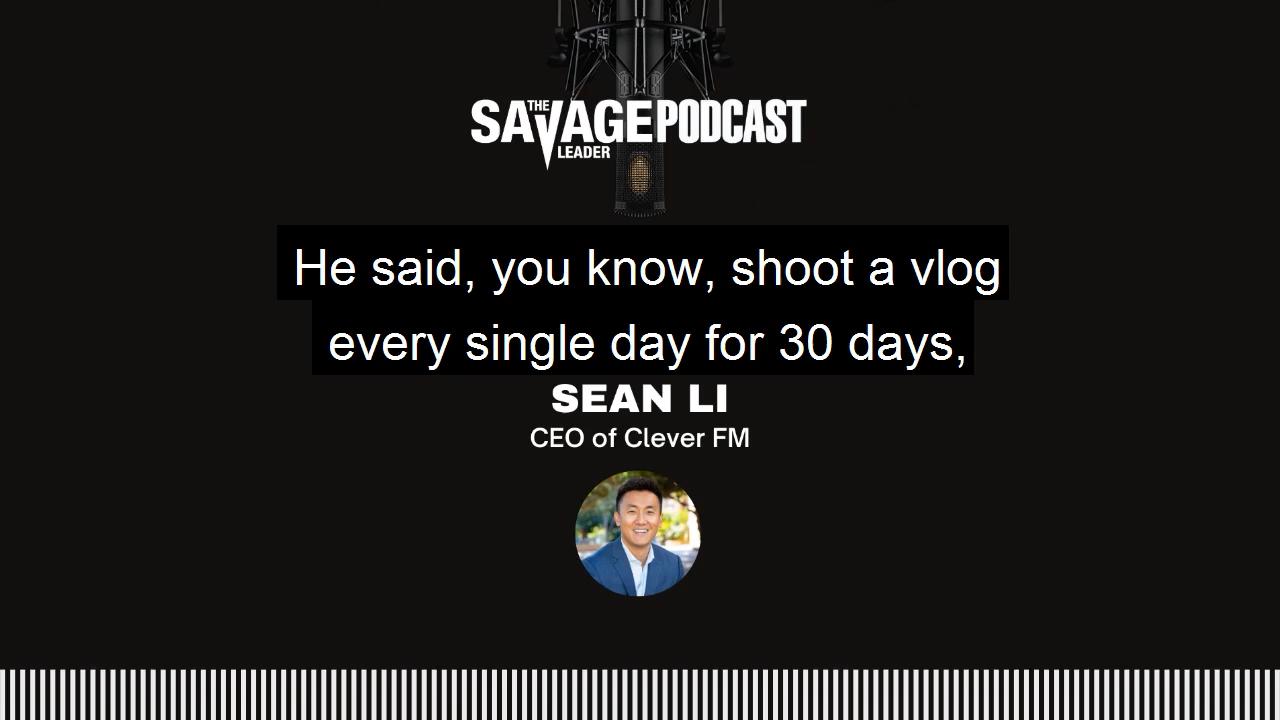 THE SAVAGE LEADER PODCAST
He said, you know, shoot a vlog
every single day for 30 days,
SEAN LI
CEO of Clever FM